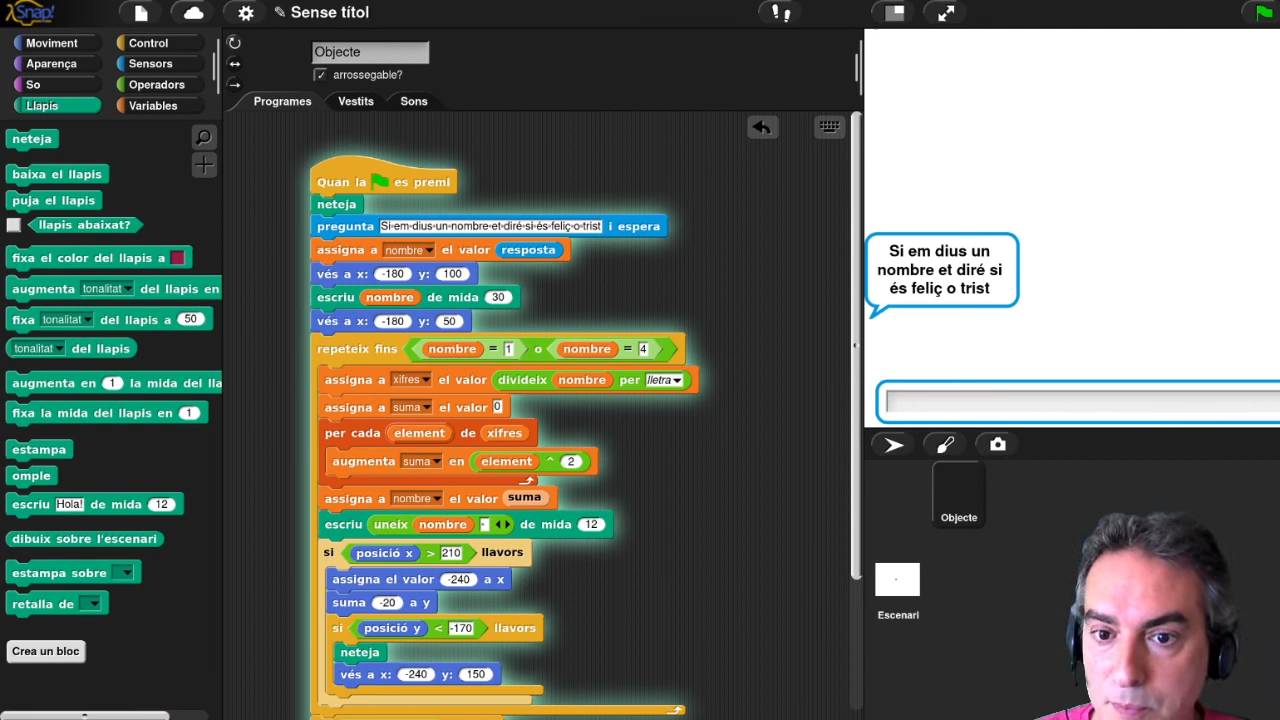 Snap!
Sense títol
Moviment
Control
Aparença
Sensors
So
Operadors
Llapis
Variables
neteja
baixa el llapis
puja el llapis
llapis abaixat?
fixa el color del llapis a
augmenta tonalitat del llapis en
fixa tonalitat del llapis a 50
tonalitat del llapis
augmenta en 1 la mida del lla
fixa la mida del llapis en 1
estampa
omple
escriu Hola! de mida 12
dibuix sobre l'escenari
estampa sobre
retalla de
Crea un bloc
Objecte
arrossegable?
Programes
Vestits
Sons
Quan la es premi
neteja
pregunta Si·em·dius·un·nombre·et·diré·si·és·feliç·o·trist i espera
assigna a nombre el valor resposta
vés a x: -180 y: 100
escriu nombre de mida 30
vés a x: -180 y: 50
repeteix fins nombre = 1 o nombre = 4
assigna a xifres el valor divideix nombre per lletra
assigna a suma el valor 0
per cada element de xifres
augmenta suma en element ^ 2
assigna a nombre el valor suma
escriu uneix nombre - de mida 12
si posició x > 210 llavors
assigna el valor -240 a x
suma -20 a y
si posició y < -170 llavors
neteja
vés a x: -240 y: 150
Si em dius un
nombre et diré si
és feliç o trist
Objecte
Escenari